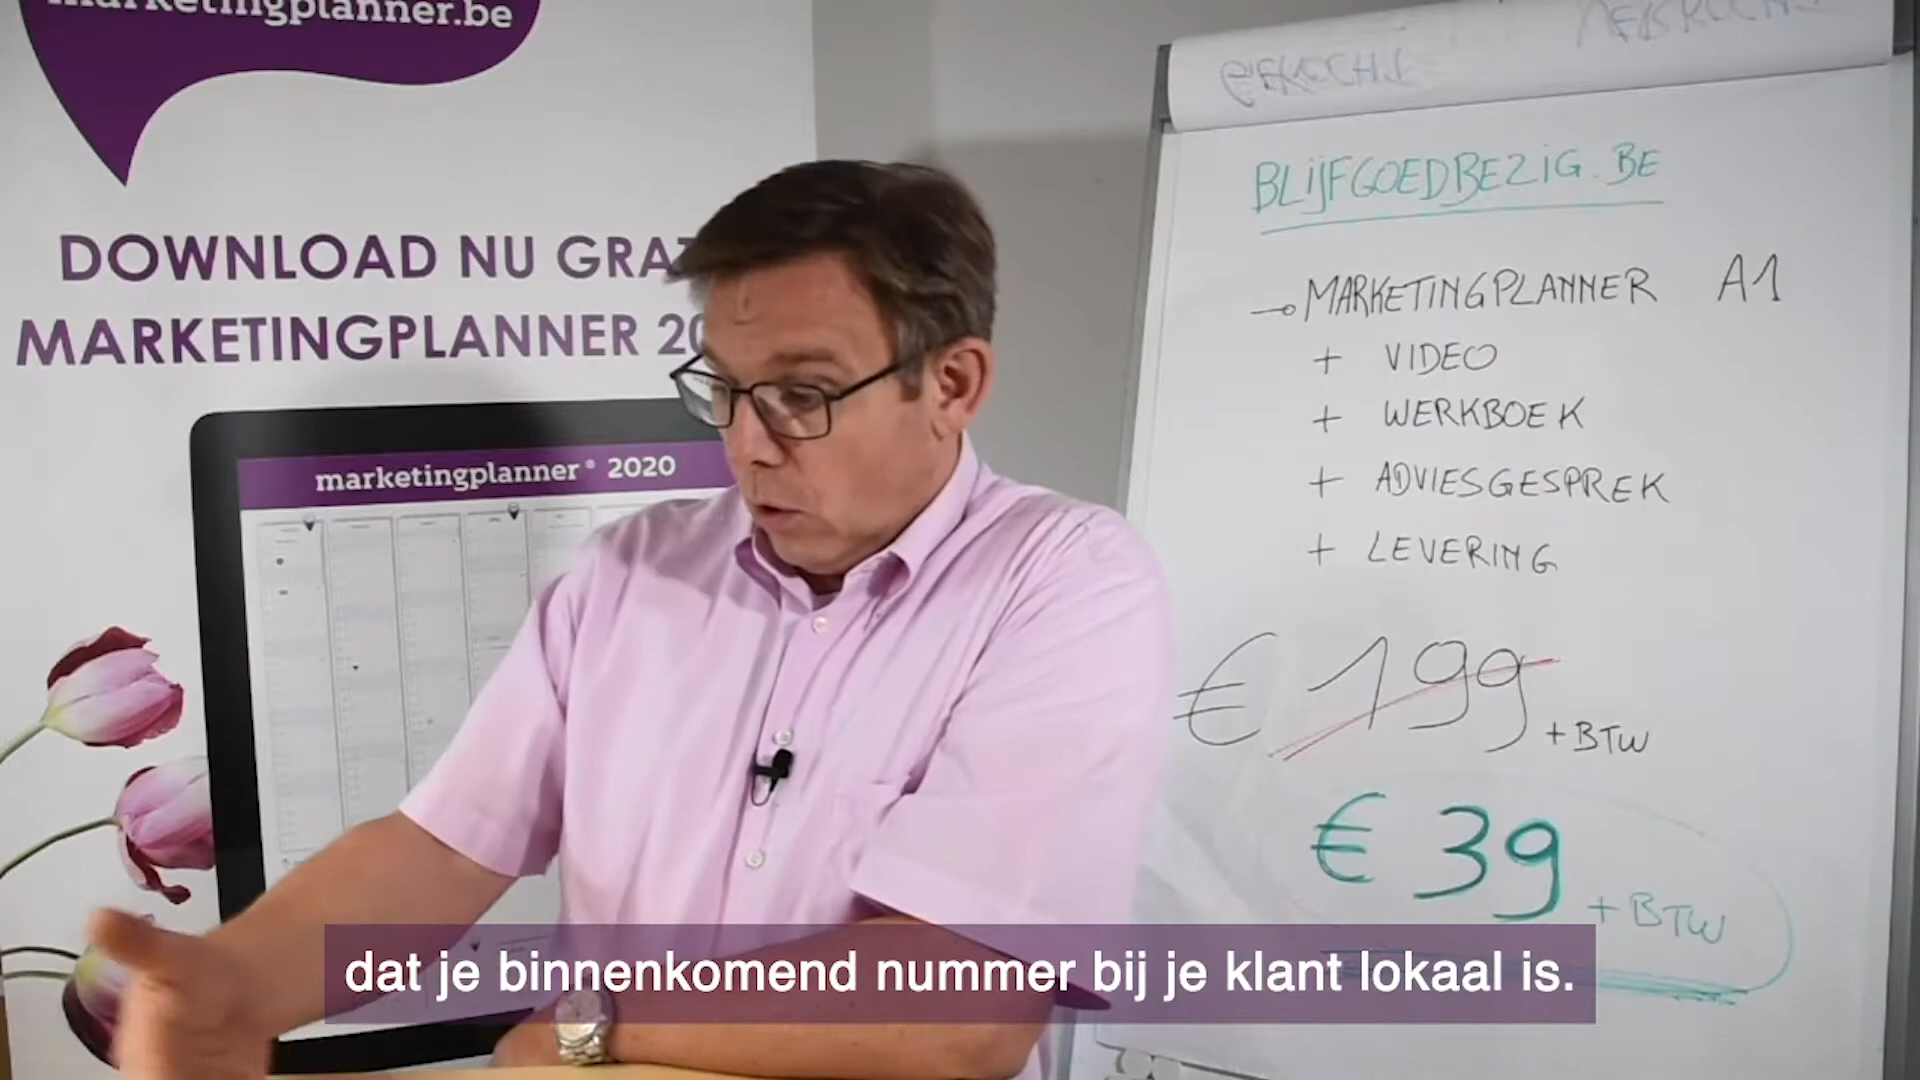 marketingplanner.be
DOWNLOAD NU GRAT
MARKETINGPLANNER 20
marketingplanner® 2020
BLIJFGOEDBEZIG.BE
MARKETINGPLANNER A1
+ VIDEO
+ WERKBOEK
+ ADVIESGESPREK
+ LEVERING
€ 199 +BTW
€ 39 +BTW
dat je binnenkomend nummer bij je klant lokaal is.